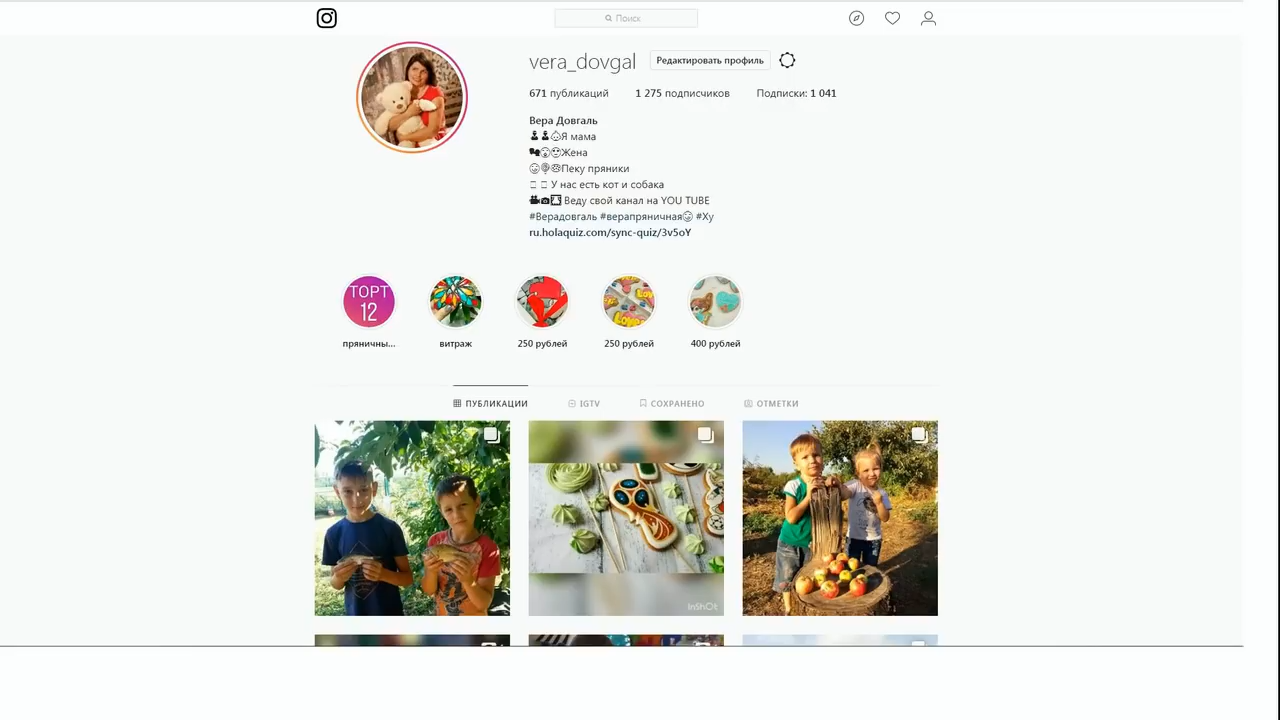 Поиск
vera_dovgal Редактировать профиль
671 публикаций 1 275 подписчиков Подписки: 1 041
Вера Довгаль
Я мама
Жена
Пеку пряники
У нас есть кот и собака
Веду свой канал на YOU TUBE
#Верадовгаль #верапряничная😜 #Ху
ru.holaquiz.com/sync-quiz/3v5oY
ТОРТ
12
пряничны... витраж 250 рублей 250 рублей 400 рублей
ПУБЛИКАЦИИ IGTV СОХРАНЕНО ОТМЕТКИ
InShOt